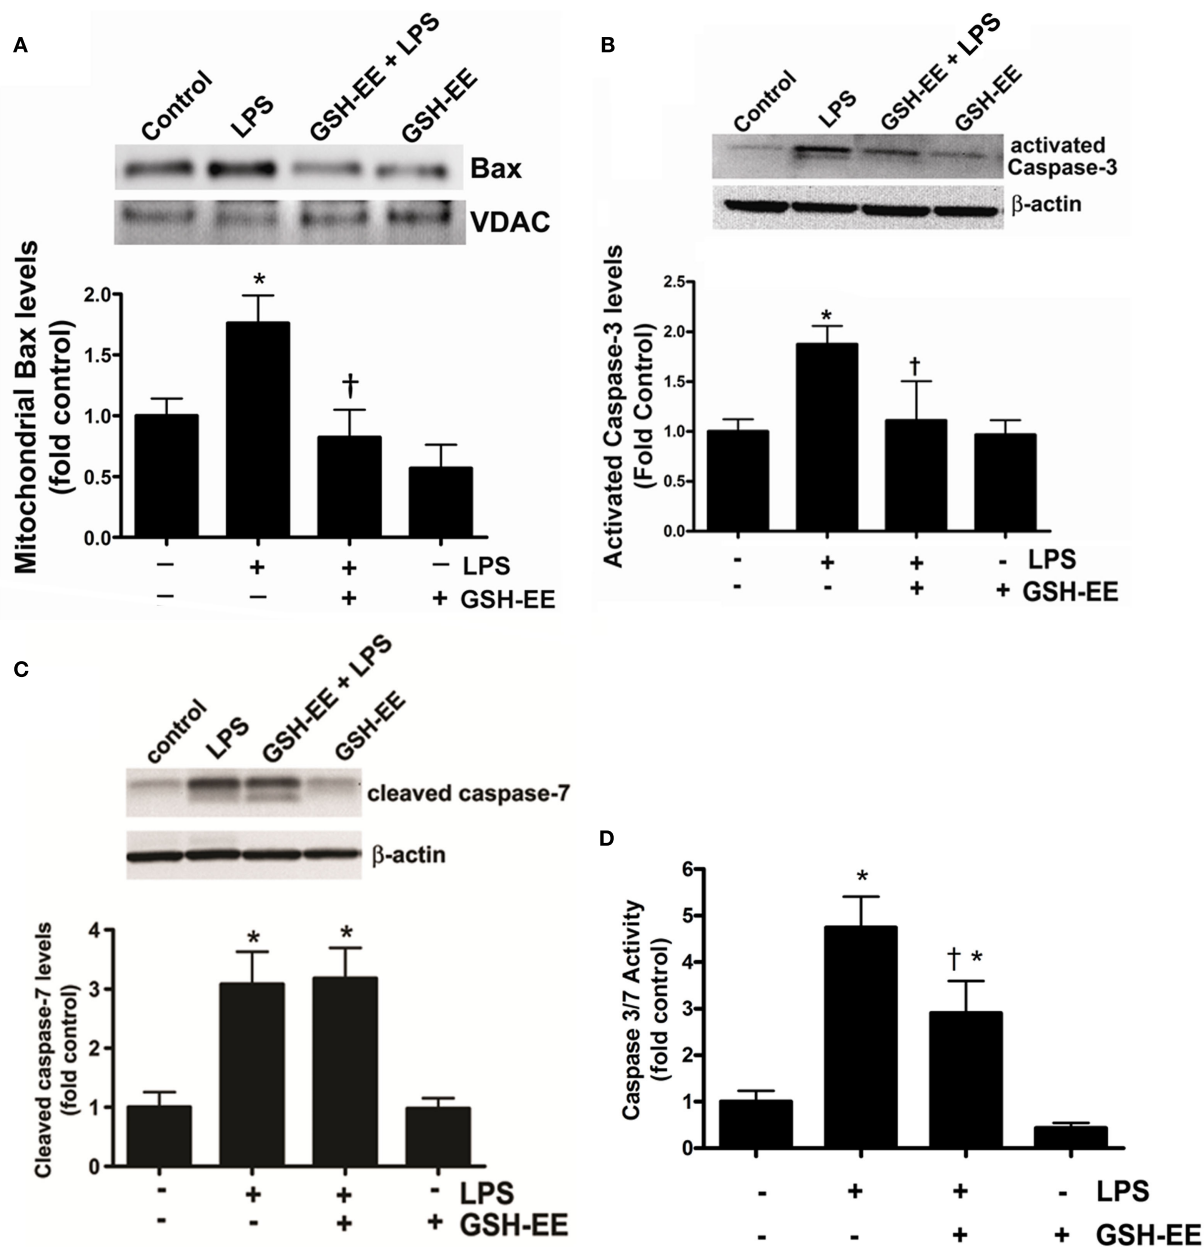 A
Control
LPS
GSH-EE + LPS
GSH-EE
Bax
VDAC
Mitochondrial Bax levels
(fold control)
2.0
1.5
1.0
0.5
0.0
*
†
– + + – LPS
– – + + GSH-EE
B
Control
LPS
GSH-EE + LPS
GSH-EE
activated
Caspase-3
β-actin
Activated Caspase-3 levels
(Fold Control)
2.5
2.0
1.5
1.0
0.5
0.0
*
†
- + + - LPS
- - + + GSH-EE
C
control
LPS
GSH-EE + LPS
GSH-EE
cleaved caspase-7
β-actin
Cleaved caspase-7 levels
(fold control)
4
3
2
1
0
*
*
- + + - LPS
- - + + GSH-EE
D
Caspase 3/7 Activity
(fold control)
6
5
4
3
2
1
0
*
† *
- + + - LPS
- - + + GSH-EE